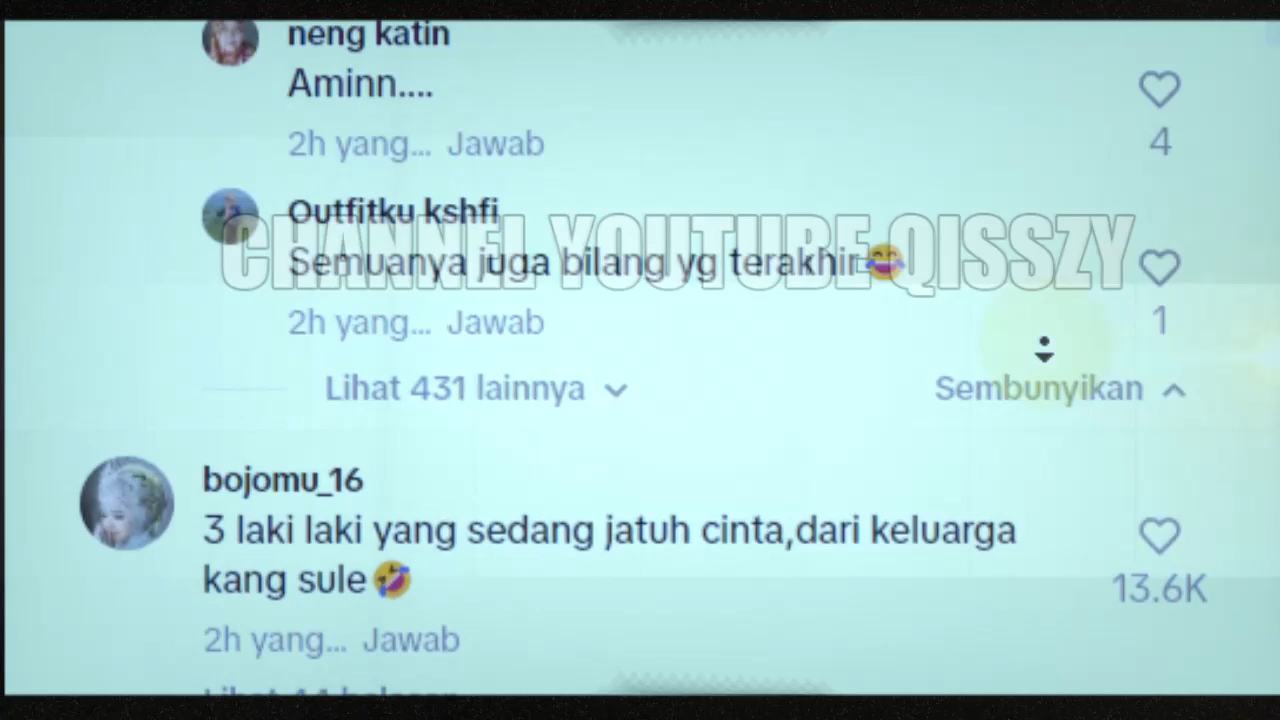 neng katin
Aminn....
2h yang... Jawab
4
Outfitku kshfi
CHANNEL YOUTUBE QISSZY
Semuanya juga bilang yg terakhir😂
2h yang... Jawab
1
Lihat 431 lainnya
Sembunyikan
bojomu_16
3 laki laki yang sedang jatuh cinta,dari keluarga
kang sule🤣
13.6K
2h yang... Jawab